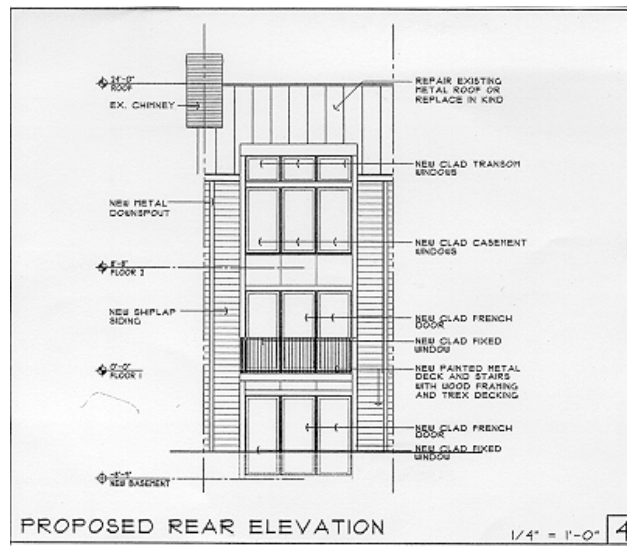 24'-0"
ROOF
EX. CHIMNEY
NEW METAL
DOWNSPOUT
FLOOR 2
NEW SHIPLAP
SIDING
0'-0"
FLOOR 1
NEW BASEMENT
REPAIR EXISTING
METAL ROOF OR
REPLACE IN KIND
NEW CLAD TRANSOM
WINDOWS
NEW CLAD CASEMENT
WINDOWS
NEW CLAD FRENCH
DOOR
NEW CLAD FIXED
WINDOW
NEW PAINTED METAL
DECK AND STAIRS
WITH WOOD FRAMING
AND TREX DECKING
NEW CLAD FRENCH
DOOR
NEW CLAD FIXED
WINDOW
PROPOSED REAR ELEVATION
1/4" = 1'-0"
4